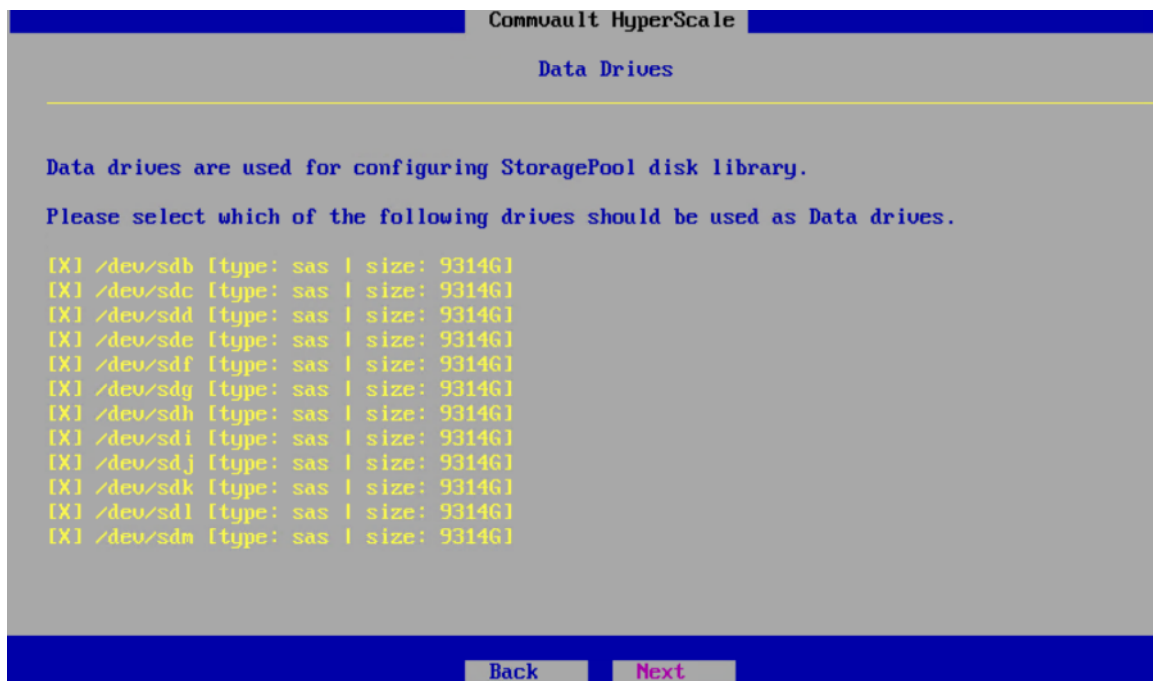 Commvault HyperScale
Data Drives
Data drives are used for configuring StoragePool disk library.
Please select which of the following drives should be used as Data drives.
[X] /dev/sdb [type: sas | size: 9314G]
[X] /dev/sdc [type: sas | size: 9314G]
[X] /dev/sdd [type: sas | size: 9314G]
[X] /dev/sde [type: sas | size: 9314G]
[X] /dev/sdf [type: sas | size: 9314G]
[X] /dev/sdg [type: sas | size: 9314G]
[X] /dev/sdh [type: sas | size: 9314G]
[X] /dev/sdi [type: sas | size: 9314G]
[X] /dev/sdj [type: sas | size: 9314G]
[X] /dev/sdk [type: sas | size: 9314G]
[X] /dev/sdl [type: sas | size: 9314G]
[X] /dev/sdm [type: sas | size: 9314G]
Back Next